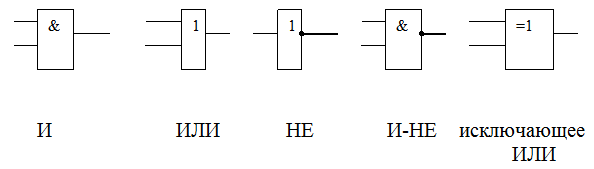 & 1 1 & =1
И ИЛИ НЕ И-НЕ исключающее
ИЛИ